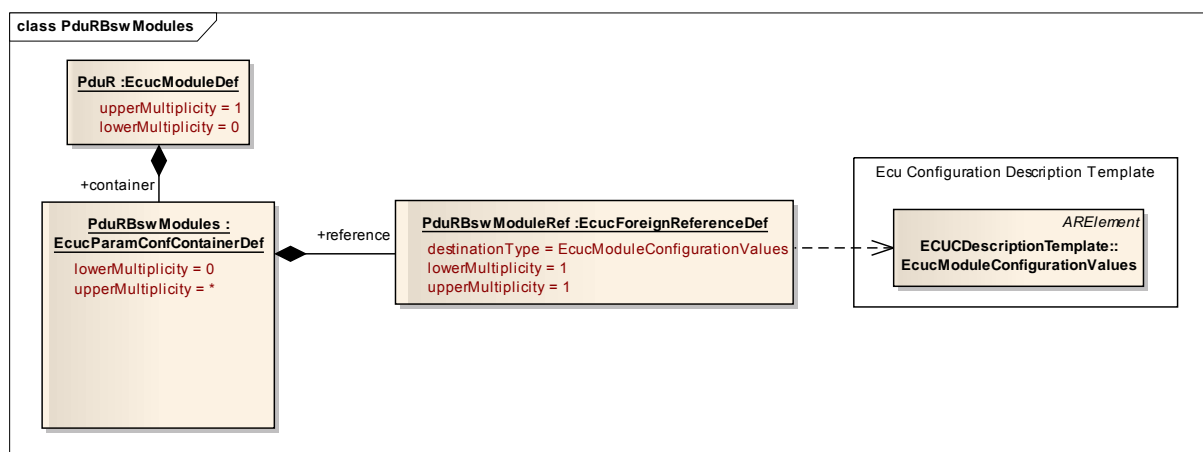 class PduRBswModules
PduR :EcucModuleDef
upperMultiplicity = 1
lowerMultiplicity = 0
+container
PduRBswModules :
EcucParamConfContainerDef
lowerMultiplicity = 0
upperMultiplicity = *
+reference
PduRBswModuleRef :EcucForeignReferenceDef
destinationType = EcucModuleConfigurationValues
lowerMultiplicity = 1
upperMultiplicity = 1
Ecu Configuration Description Template
ARElement
ECUCDescriptionTemplate::
EcucModuleConfigurationValues